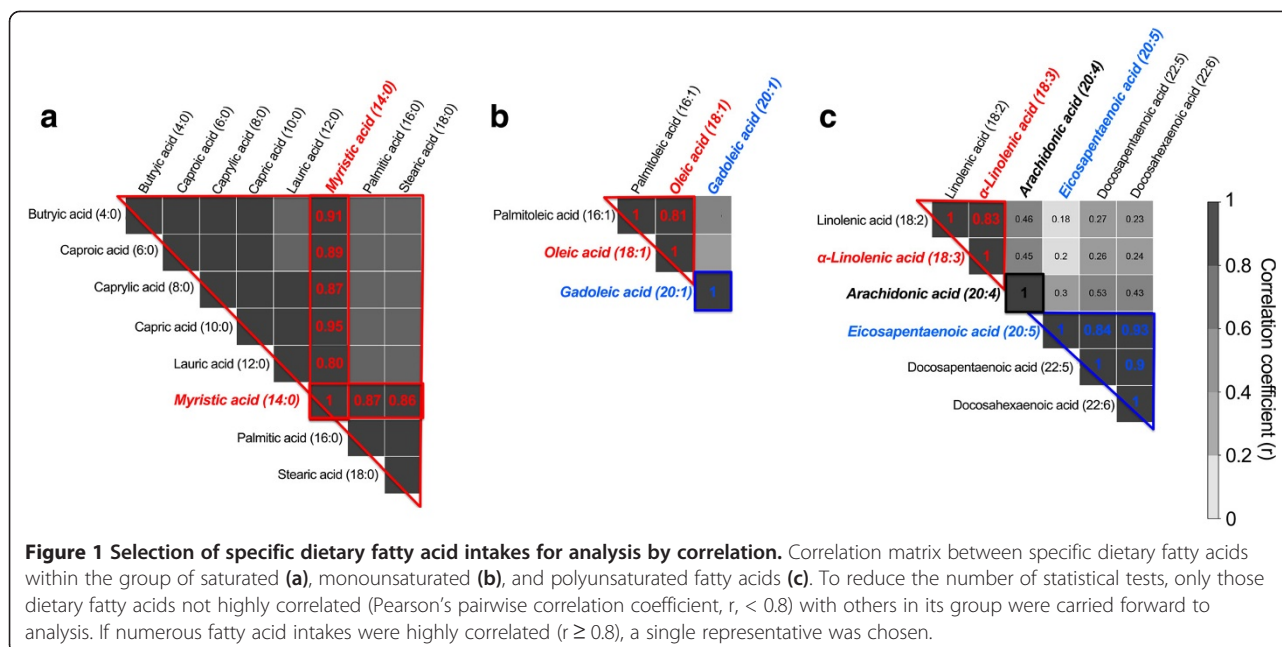 a
Butryic acid (4:0)
Caproic acid (6:0)
Caprylic acid (8:0)
Capric acid (10:0)
Lauric acid (12:0)
Myristic acid (14:0)
Palmitic acid (16:0)
Stearic acid (18:0)
Butryic acid (4:0) 0.91
Caproic acid (6:0) 0.89
Caprylic acid (8:0) 0.87
Capric acid (10:0) 0.95
Lauric acid (12:0) 0.80
Myristic acid (14:0) 1 0.87 0.86
Palmitic acid (16:0)
Stearic acid (18:0)
b
Palmitoleic acid (16:1)
Oleic acid (18:1)
Gadoleic acid (20:1)
Palmitoleic acid (16:1) 1 0.81
Oleic acid (18:1) 1
Gadoleic acid (20:1) 1
c
Linolenic acid (18:2)
α-Linolenic acid (18:3)
Arachidonic acid (20:4)
Eicosapentaenoic acid (20:5)
Docosapentaenoic acid (22:5)
Docosahexaenoic acid (22:6)
Linolenic acid (18:2) 1 0.83 0.46 0.18 0.27 0.23
α-Linolenic acid (18:3) 1 0.45 0.2 0.26 0.24
Arachidonic acid (20:4) 1 0.3 0.53 0.43
Eicosapentaenoic acid (20:5) 1 0.84 0.93
Docosapentaenoic acid (22:5) 1 0.9
Docosahexaenoic acid (22:6) 1
1
0.8
0.6
0.4
0.2
0
Correlation coefficient (r)
Figure 1 Selection of specific dietary fatty acid intakes for analysis by correlation. Correlation matrix between specific dietary fatty acids
within the group of saturated (a), monounsaturated (b), and polyunsaturated fatty acids (c). To reduce the number of statistical tests, only those
dietary fatty acids not highly correlated (Pearson's pairwise correlation coefficient, r, < 0.8) with others in its group were carried forward to
analysis. If numerous fatty acid intakes were highly correlated (r ≥ 0.8), a single representative was chosen.